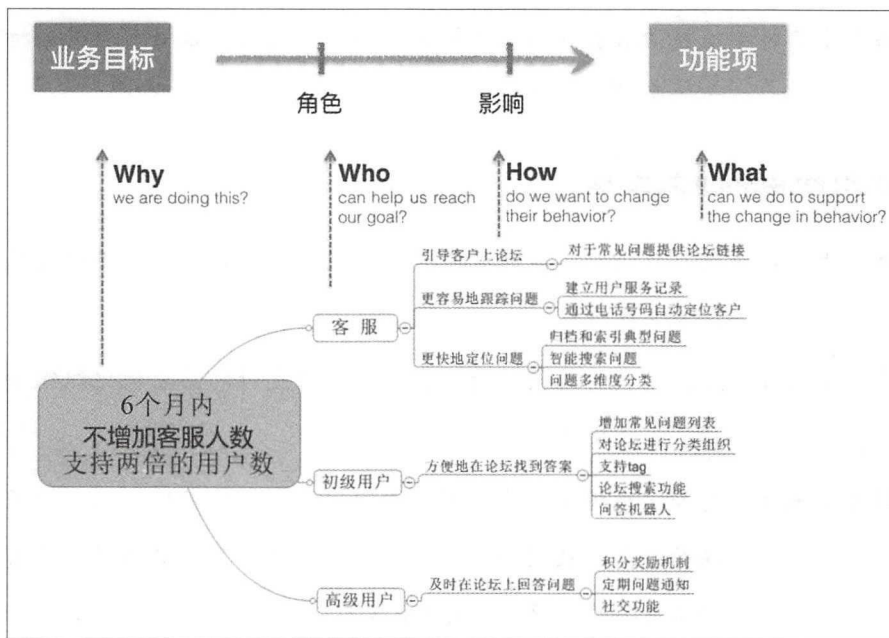 业务目标
功能项
角色
影响
Why
we are doing this?
Who
can help us reach
our goal?
How
do we want to change
their behavior?
What
can we do to support
the change in behavior?
6个月内
不增加客服人数
支持两倍的用户数
客服
引导客户上论坛
对于常见问题提供论坛链接
更容易地跟踪问题
建立用户服务记录
通过电话号码自动定位客户
更快地定位问题
归档和索引典型问题
智能搜索问题
问题多维度分类
初级用户
方便地在论坛找到答案
增加常见问题列表
对论坛进行分类组织
支持tag
论坛搜索功能
问答机器人
高级用户
及时在论坛上回答问题
积分奖励机制
定期问题通知
社交功能